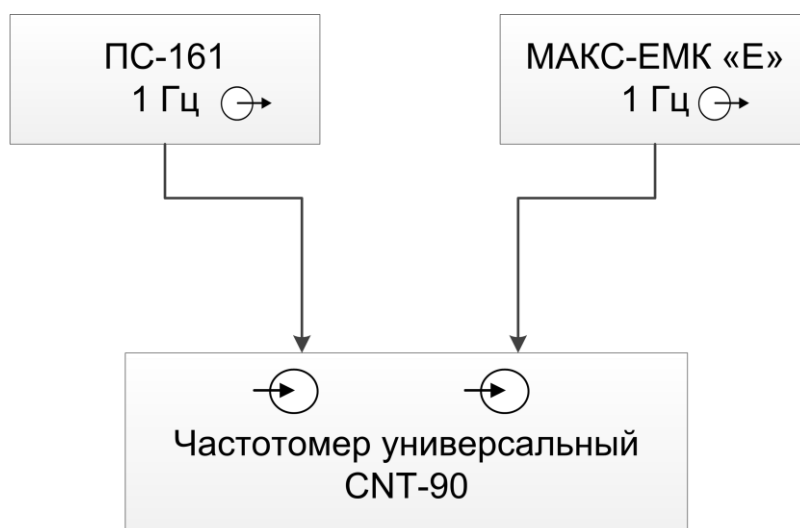 ПС-161
1 Гц
МАКС-ЕМК «Е»
1 Гц
Частотомер универсальный
CNT-90